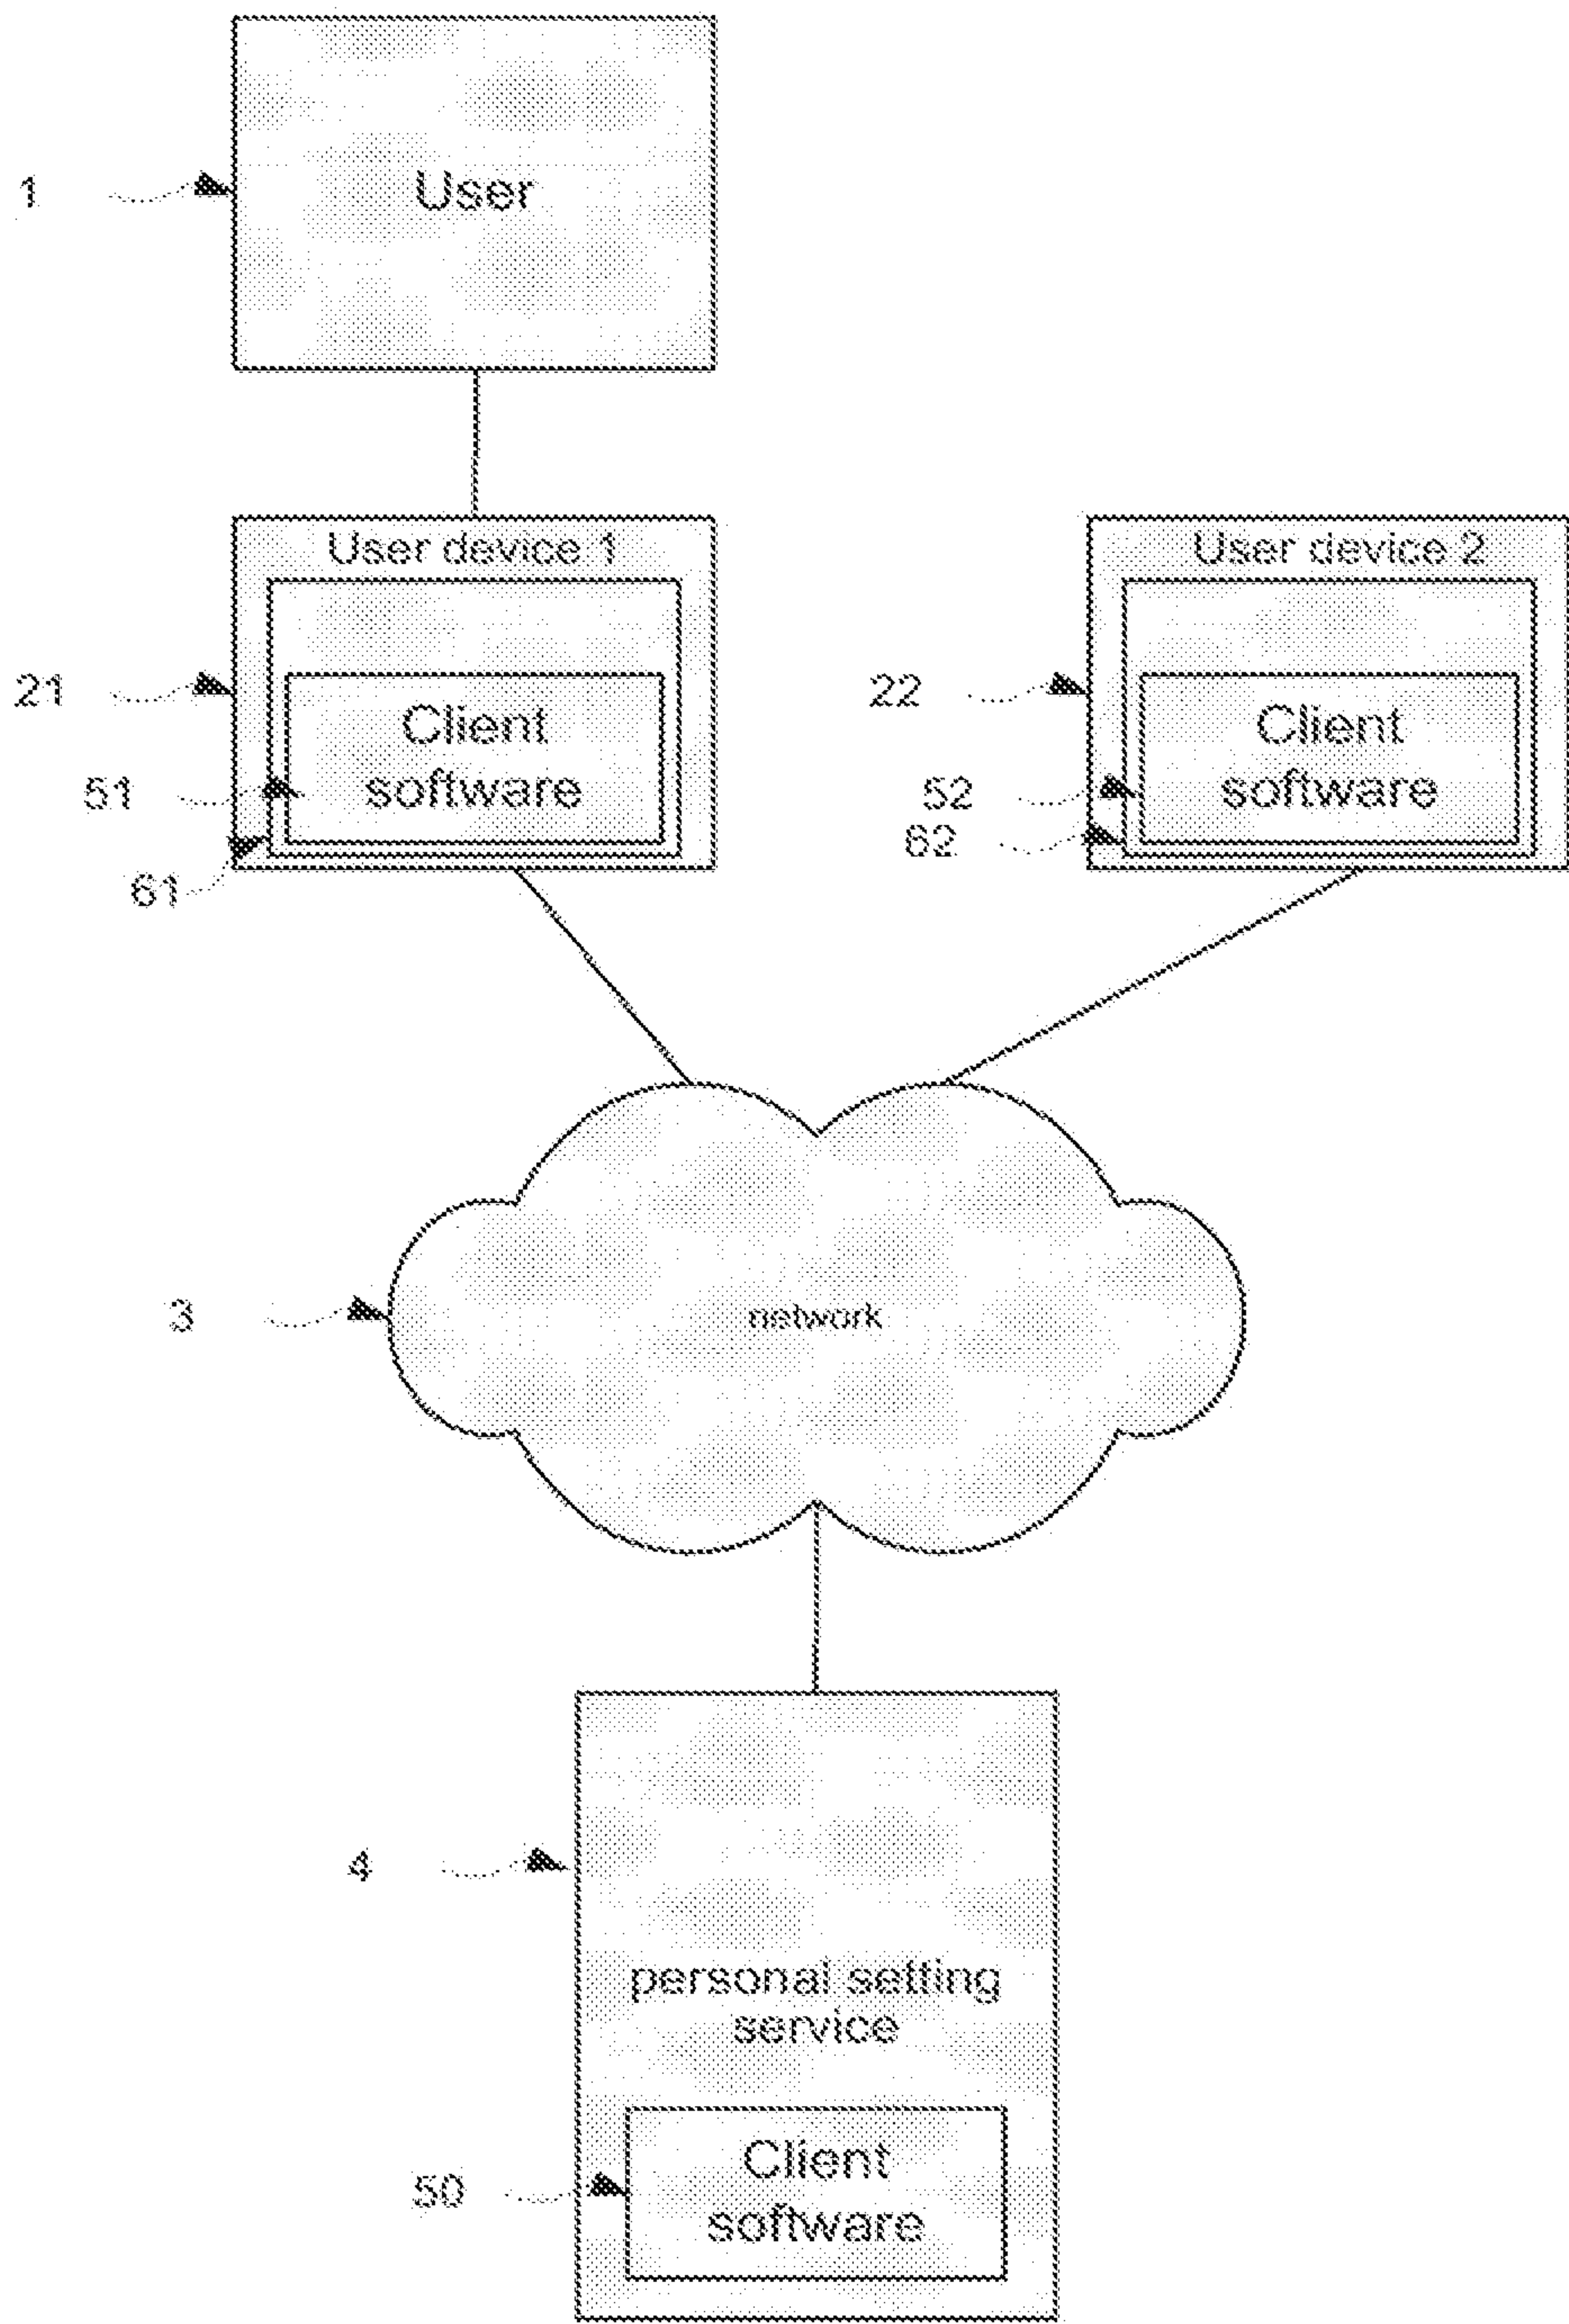 1
User
User device 1
User device 2
21
Client
software
51
61
22
Client
software
52
62
3
network
4
personal setting
service
50
Client
software